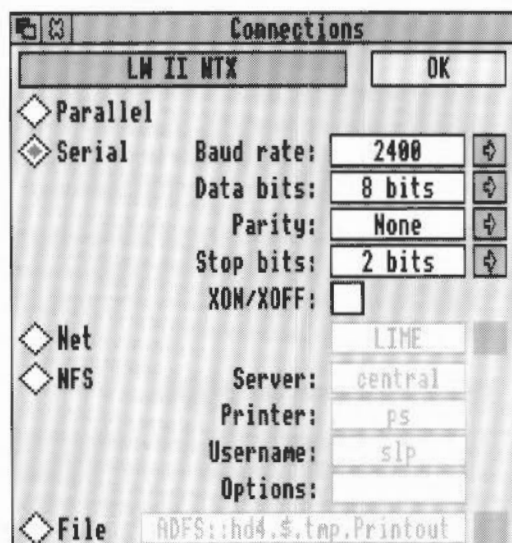 Connections
LW II NTX OK
Parallel
Serial Baud rate: 2400
Data bits: 8 bits
Parity: None
Stop bits: 2 bits
XON/XOFF:
Net LIME
NFS Server: central
Printer: ps
Username: slp
Options:
File ADFS::hd4.$.tmp.Printout